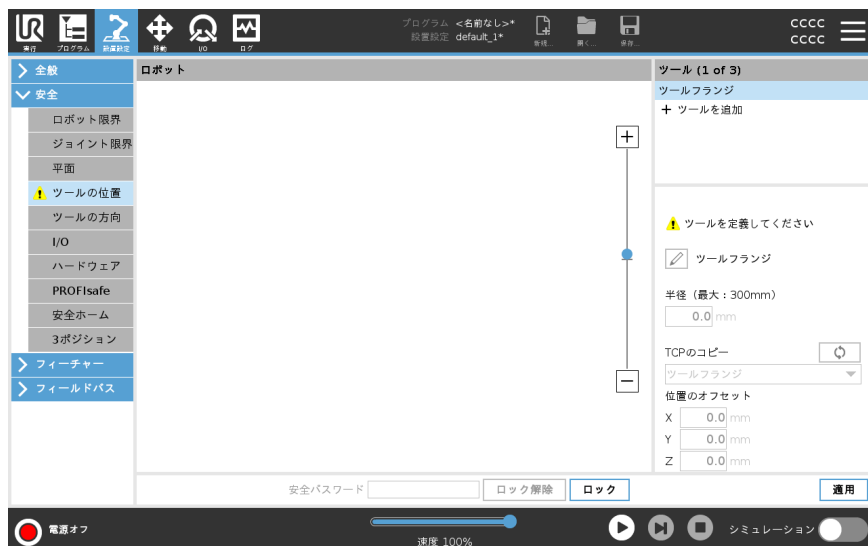 プログラム <名前なし>*
設置設定 default_1*
CCCC
CCCC
実行
プログラム
設置設定
移動
I/O
ログ
新規...
開く...
保存...
全般
安全
ロボット限界
ジョイント限界
平面
ツールの位置
ツールの方向
I/O
ハードウェア
PROFIsafe
安全ホーム
3ポジション
フィーチャー
フィールドバス
ロボット
ツール (1 of 3)
ツールフランジ
+ ツールを追加
ツールを定義してください
ツールフランジ
半径（最大：300mm）
0.0 mm
TCPのコピー
ツールフランジ
位置のオフセット
X 0.0 mm
Y 0.0 mm
Z 0.0 mm
安全パスワード
ロック解除
ロック
適用
電源オフ
速度 100%
シミュレーション